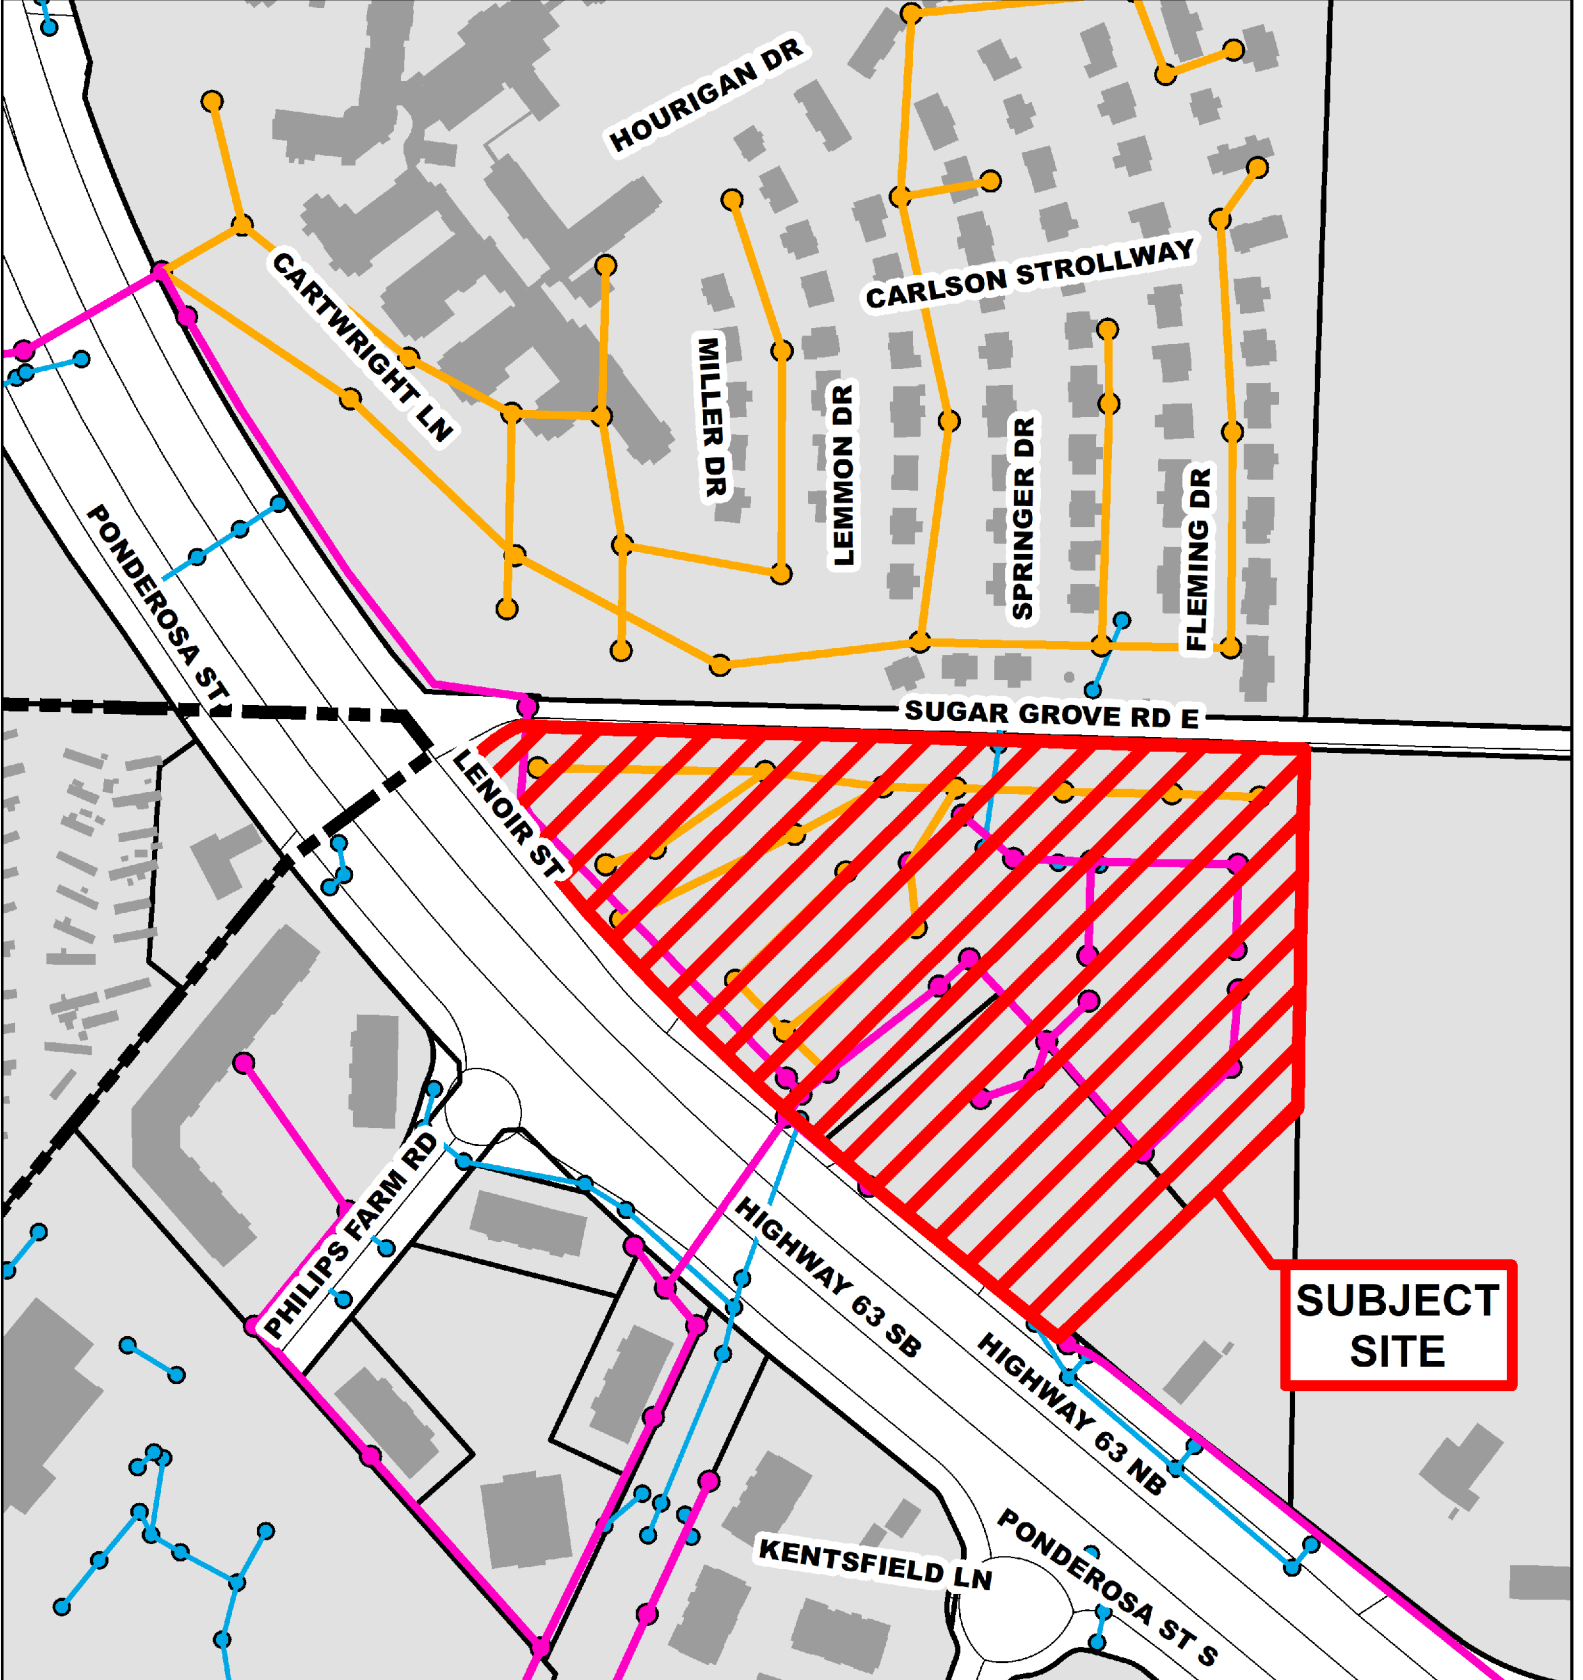 HOURIGAN DR
CARLSON STROLLWAY
CARTWRIGHT LN
MILLER DR
LEMMON DR
SPRINGER DR
FLEMING DR
PONDEROSA ST
SUGAR GROVE RD E
LENOIR ST
PHILIPS FARM RD
HIGHWAY 63 SB
HIGHWAY 63 NB
SUBJECT
SITE
KENTSFIELD LN
PONDEROSA ST S